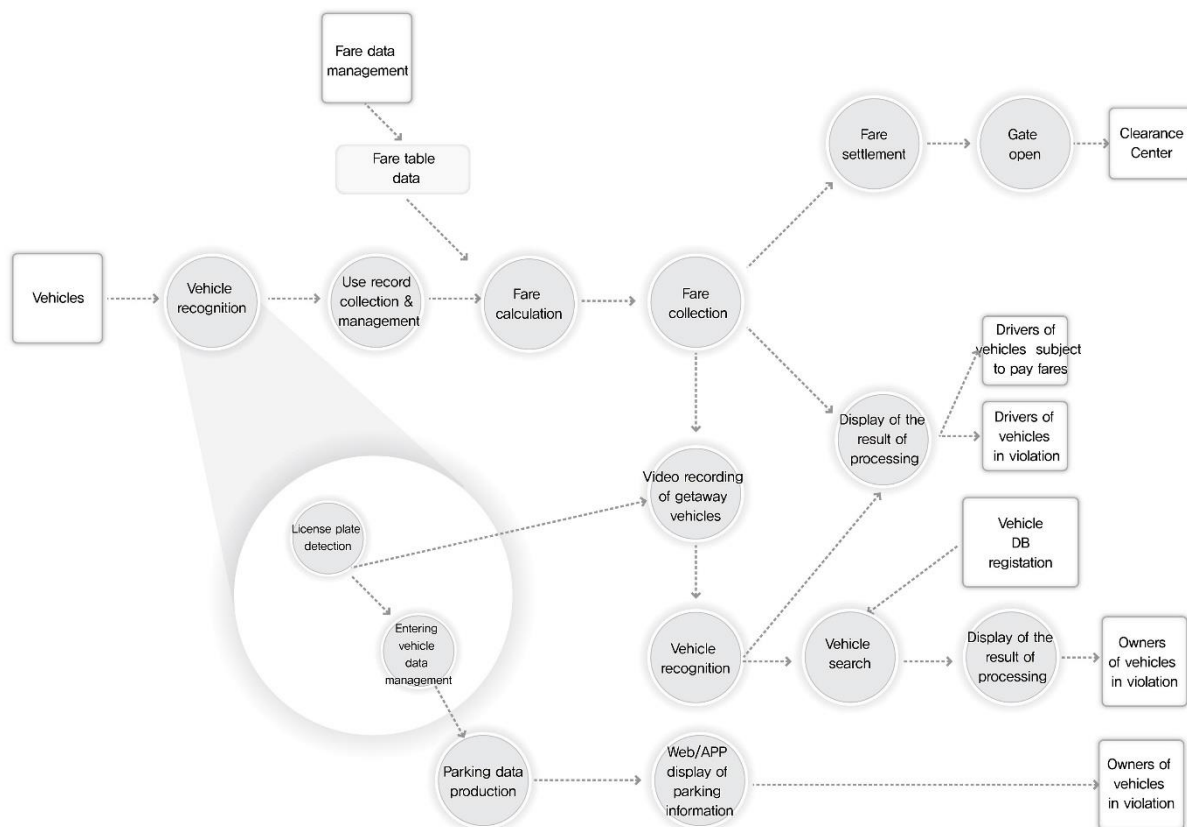 Fare data
management
Fare table
data
Fare
settlement
Gate
open
Clearance
Center
Vehicles
Vehicle
recognition
Use record
collection &
management
Fare
calculation
Fare
collection
Drivers of
vehicles subject
to pay fares
Drivers of
vehicles
in violation
Display of the
result of
processing
Video recording
of getaway
vehicles
License plate
detection
Vehicle
DB
registation
Entering
vehicle
data
management
Vehicle
recognition
Vehicle
search
Display of the
result of
processing
Owners
of vehicles
in violation
Parking data
production
Web/APP
display of
parking
information
Owners of
vehicles
in violation